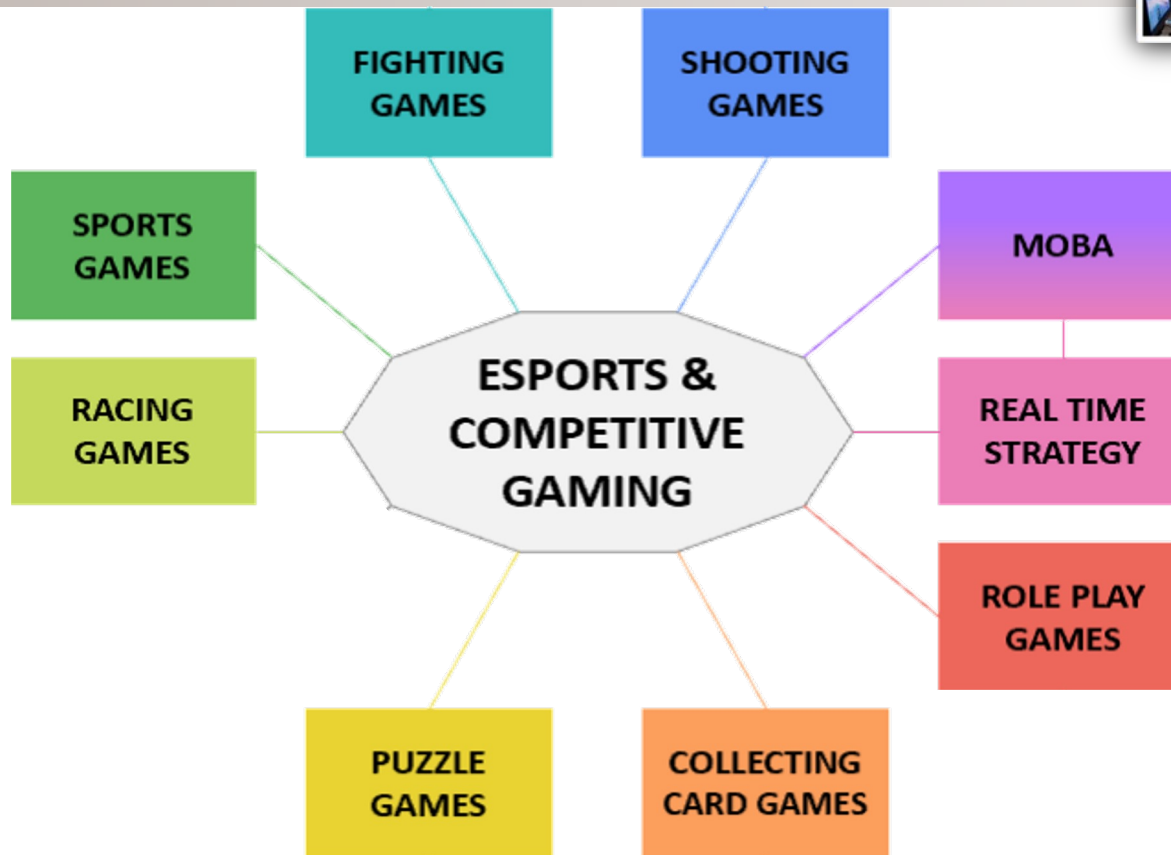 FIGHTING
GAMES
SHOOTING
GAMES
SPORTS
GAMES
MOBA
ESPORTS &
COMPETITIVE
GAMING
RACING
GAMES
REAL TIME
STRATEGY
ROLE PLAY
GAMES
PUZZLE
GAMES
COLLECTING
CARD GAMES